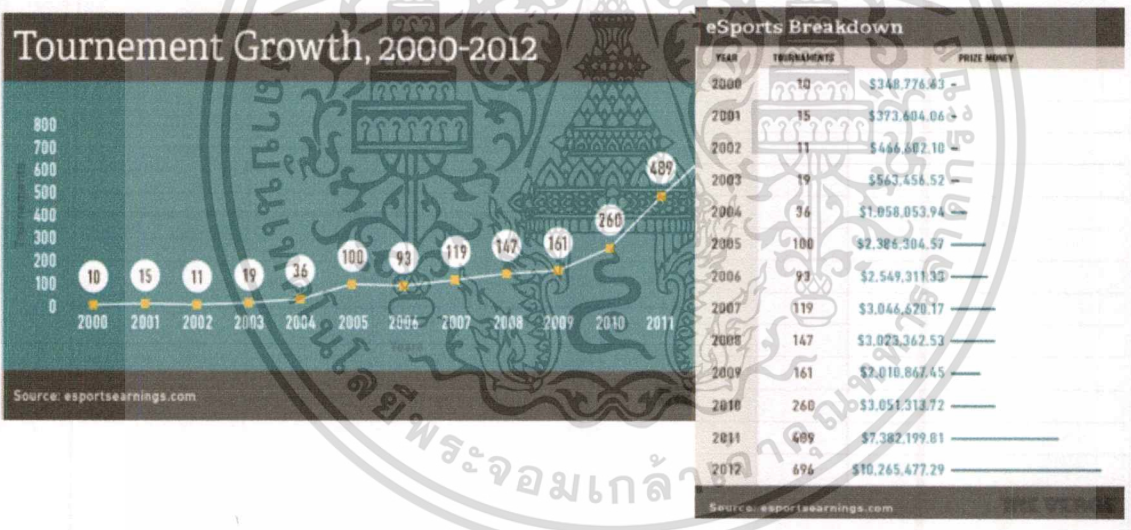 Tournement Growth, 2000-2012
800
700
600
500
400
300
200
100
0
Tournements
10 15 11 19 36 100 93 119 147 161 260 489
2000 2001 2002 2003 2004 2005 2006 2007 2008 2009 2010 2011
Years
Source: esportsearnings.com
eSports Breakdown
YEAR TOURNAMENTS PRIZE MONEY
2000 10 $348,776.63
2001 15 $373,604.06
2002 11 $466,602.10
2003 19 $563,456.52
2004 36 $1,058,053.94
2005 100 $2,386,304.57
2006 93 $2,549,311.33
2007 119 $3,046,620.17
2008 147 $3,023,362.53
2009 161 $2,010,867.45
2010 260 $3,051,313.72
2011 489 $7,382,199.81
2012 696 $10,265,477.29
Source: esportsearnings.com
THE VERGE